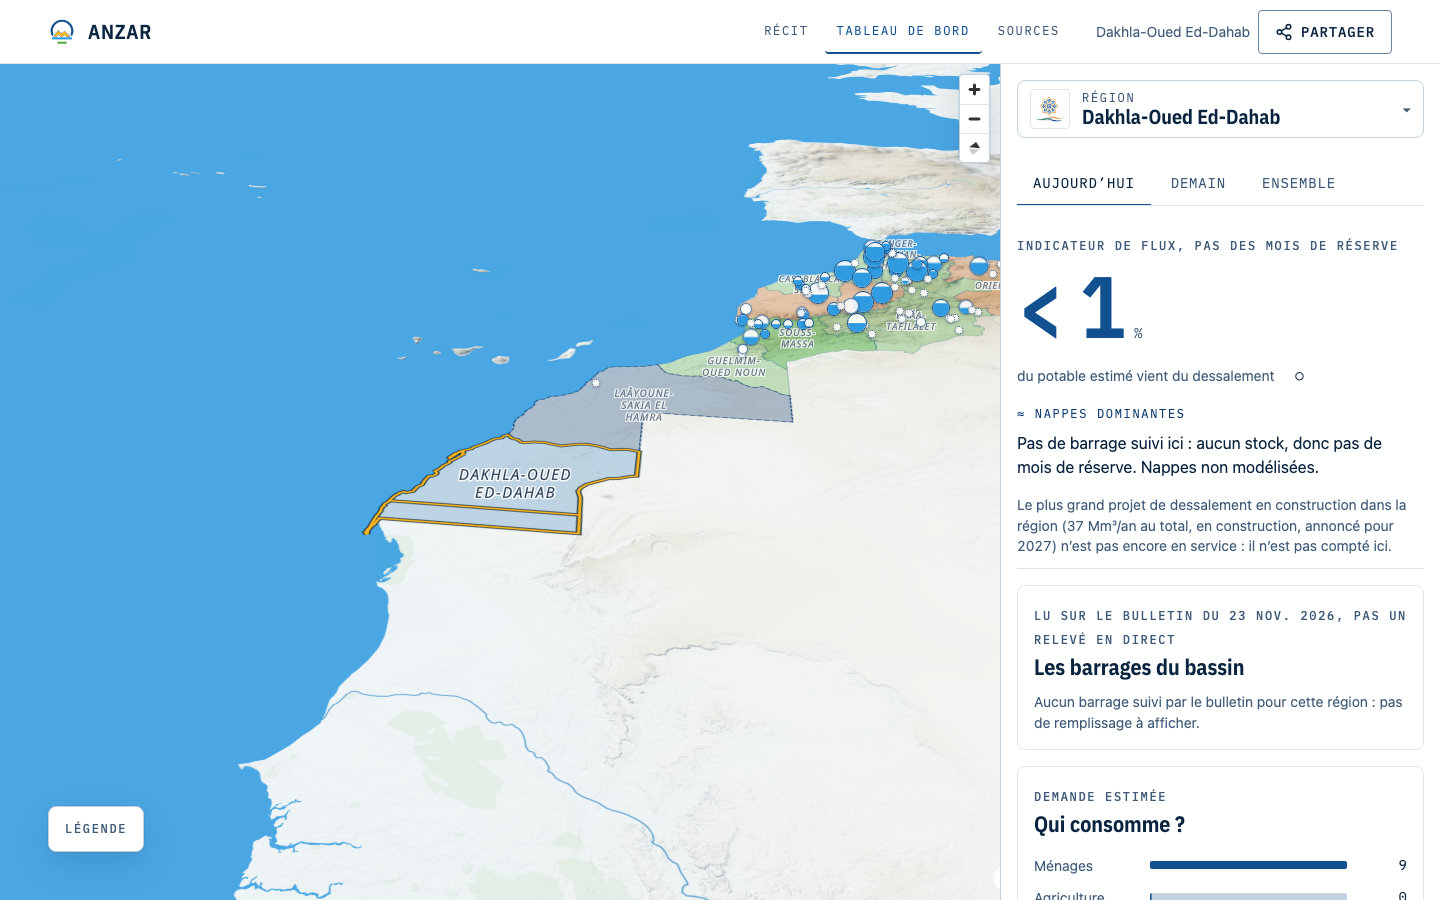 ANZAR
RÉCIT
TABLEAU DE BORD
SOURCES
Dakhla-Oued Ed-Dahab
PARTAGER
SOUSS-
MASSA
TAFILALET
GUELMIM-
OUED NOUN
LAÂYOUNE-
SAKIA EL
HAMRA
DAKHLA-OUED
ED-DAHAB
LÉGENDE
RÉGION
Dakhla-Oued Ed-Dahab
AUJOURD’HUI
DEMAIN
ENSEMBLE
INDICATEUR DE FLUX, PAS DES MOIS DE RÉSERVE
< 1 %
du potable estimé vient du dessalement
≈ NAPPES DOMINANTES
Pas de barrage suivi ici : aucun stock, donc pas de
mois de réserve. Nappes non modélisées.
Le plus grand projet de dessalement en construction dans la
région (37 Mm³/an au total, en construction, annoncé pour
2027) n’est pas encore en service : il n’est pas compté ici.
LU SUR LE BULLETIN DU 23 NOV. 2026, PAS UN
RELEVÉ EN DIRECT
Les barrages du bassin
Aucun barrage suivi par le bulletin pour cette région : pas
de remplissage à afficher.
DEMANDE ESTIMÉE
Qui consomme ?
Ménages 9
Agriculture 0